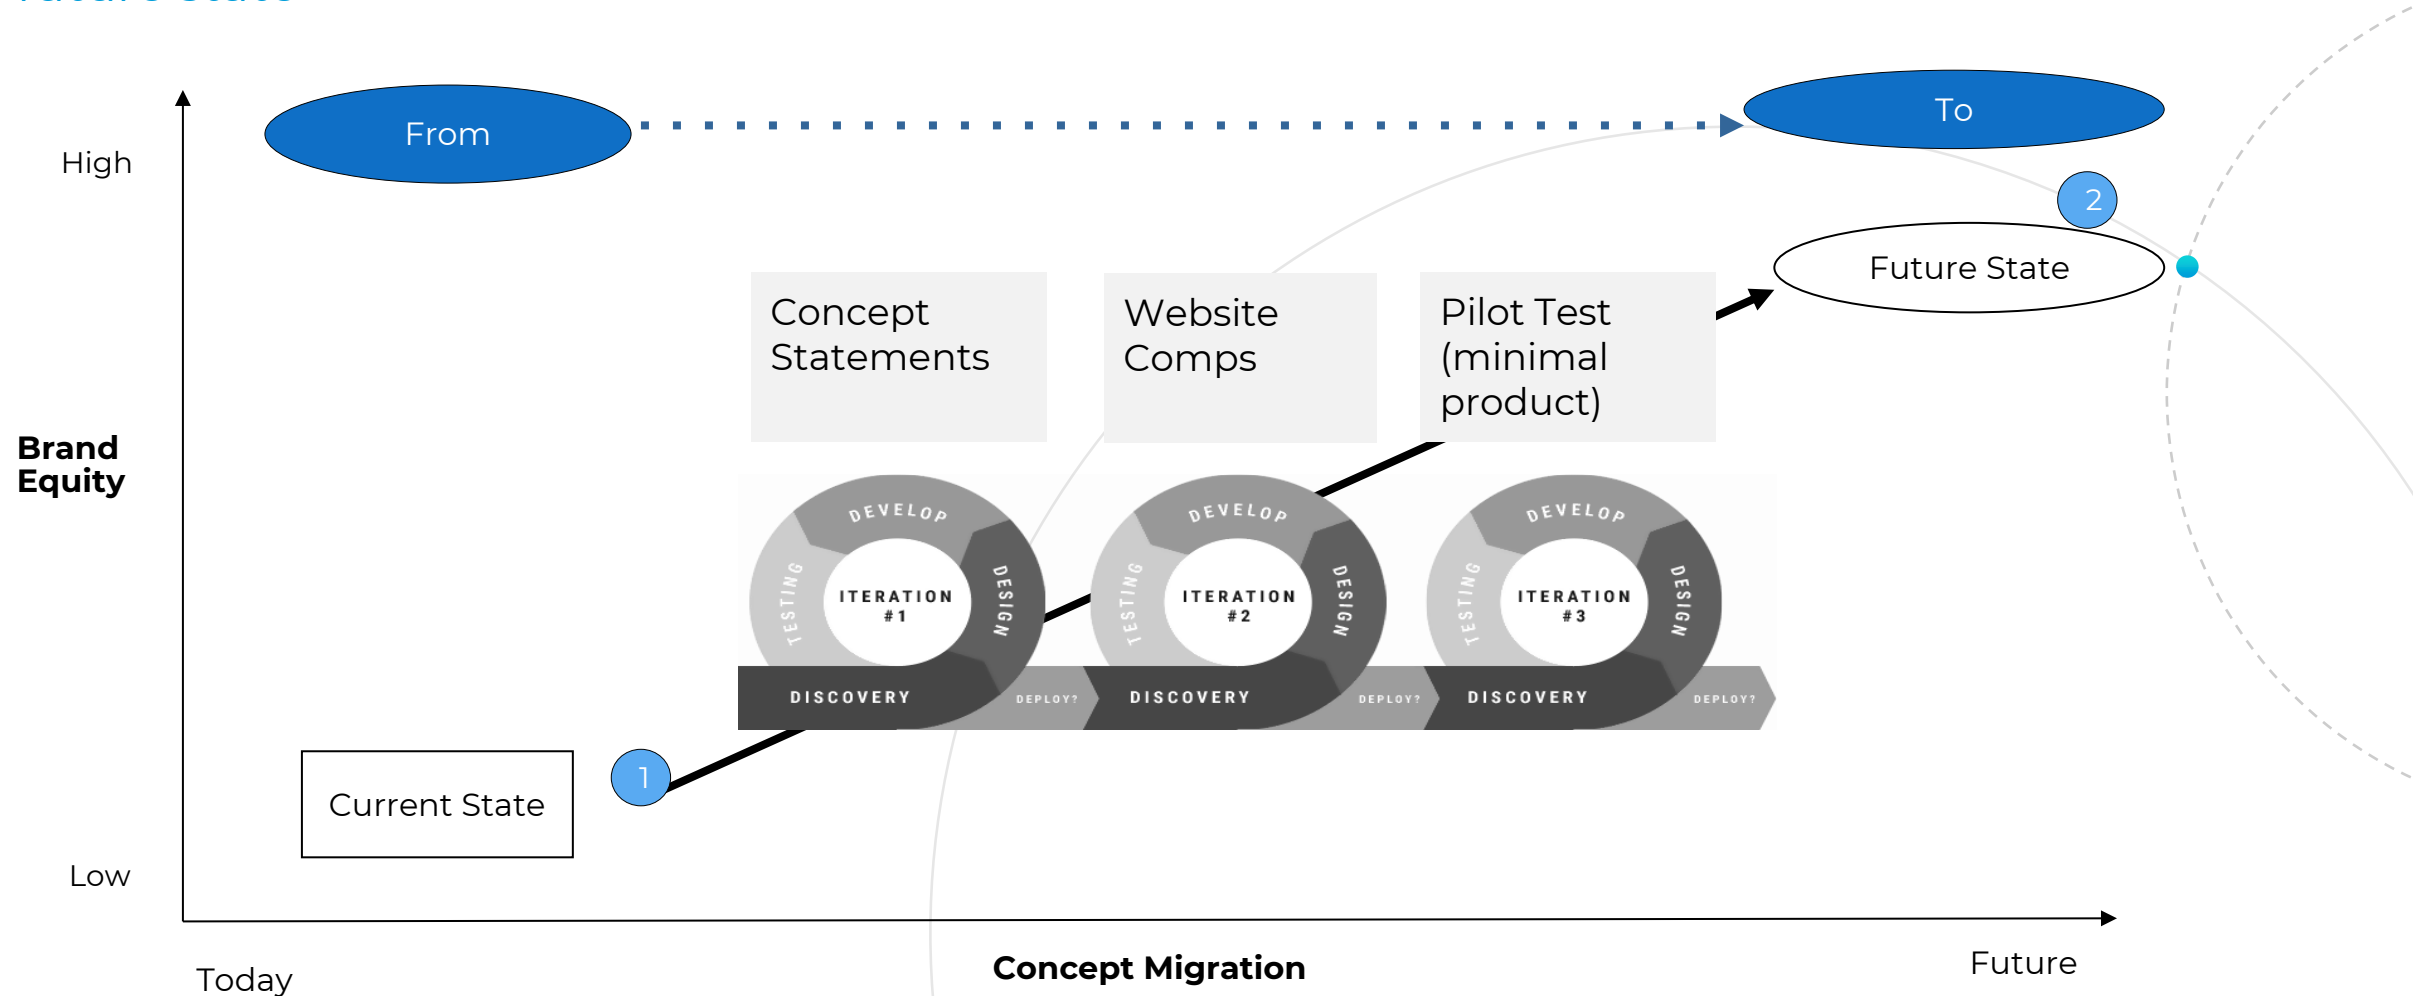 From
To
High
2
Future State
Concept
Statements
Website
Comps
Pilot Test
(minimal
product)
Brand
Equity
DEVELOP
TESTING
DESIGN
ITERATION
#1
DISCOVERY
DEPLOY?
DEVELOP
TESTING
DESIGN
ITERATION
#2
DISCOVERY
DEPLOY?
DEVELOP
TESTING
DESIGN
ITERATION
#3
DISCOVERY
DEPLOY?
1
Current State
Low
Today
Concept Migration
Future